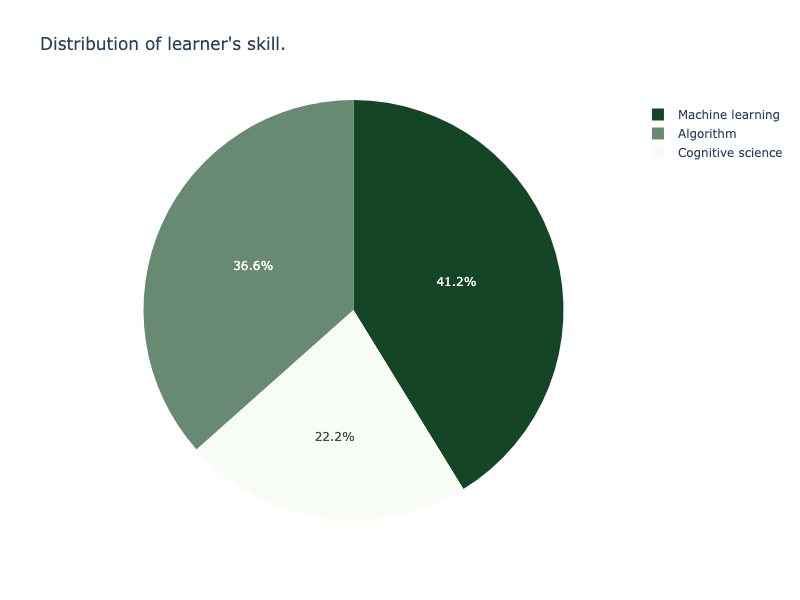 Distribution of learner's skill.
Machine learning
Algorithm
Cognitive science
36.6%
41.2%
22.2%